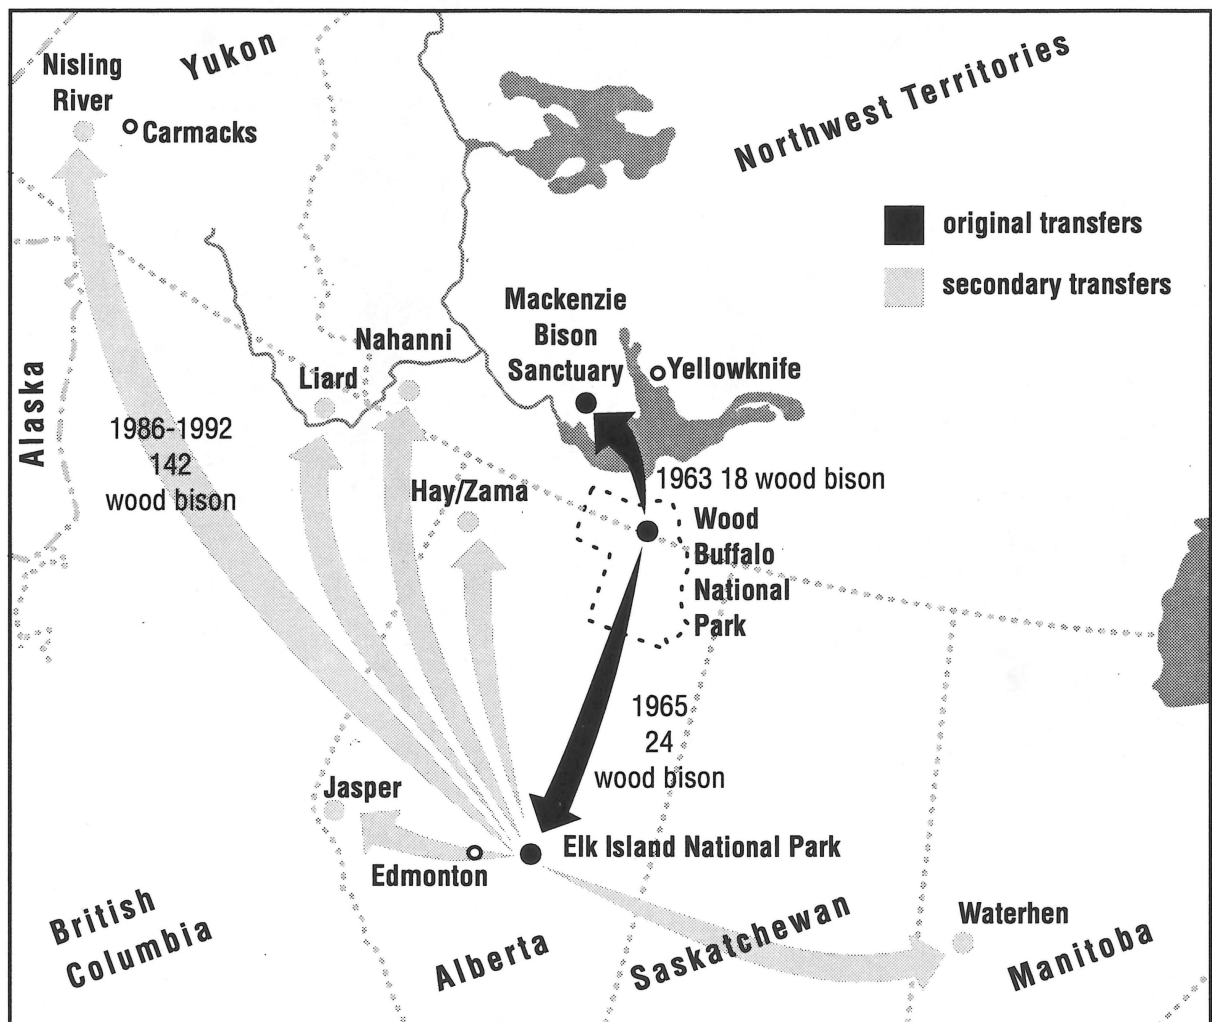 Yukon
Nisling
River
Carmacks
Northwest Territories
original transfers
secondary transfers
Mackenzie
Bison
Sanctuary
Yellowknife
Nahanni
Liard
Alaska
1986-1992
142
wood bison
Hay/Zama
1963 18 wood bison
Wood
Buffalo
National
Park
1965
24
wood bison
Jasper
Edmonton
Elk Island National Park
British
Columbia
Alberta
Saskatchewan
Waterhen
Manitoba